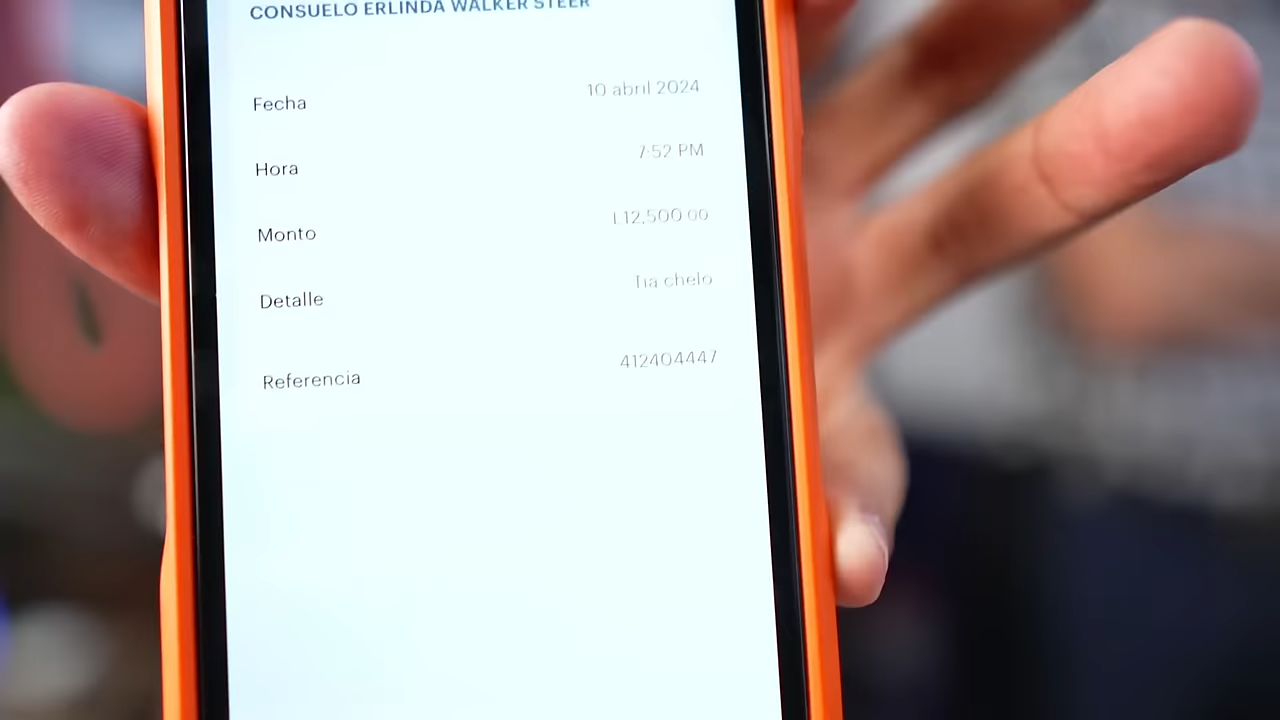 CONSUELO ERLINDA WALKER STEER
Fecha 10 abril 2024
Hora 7:52 PM
Monto L 12,500.00
Detalle Tia chelo
Referencia 412404447